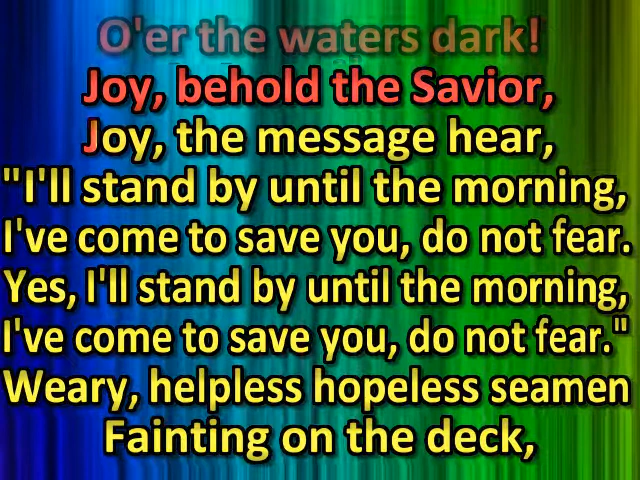 O'er the waters dark!
Joy, behold the Savior,
Joy, the message hear,
"I'll stand by until the morning,
I've come to save you, do not fear.
Yes, I'll stand by until the morning,
I've come to save you, do not fear."
Weary, helpless hopeless seamen
Fainting on the deck,